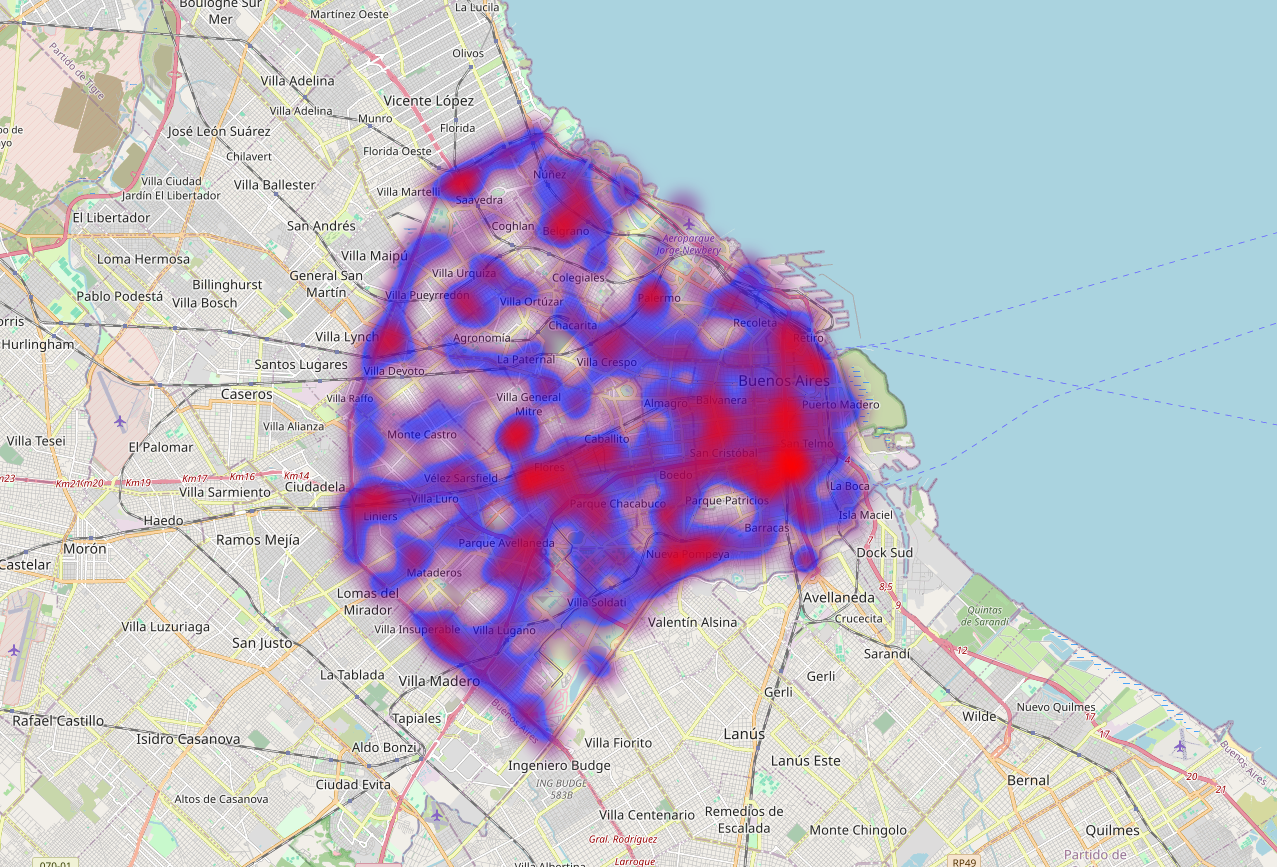 Boulogne Sur
Mer
Martínez Oeste
La Lucila
Olivos
Partido de Tigre
Villa Adelina
Vicente López
Villa Adelina
Munro
José León Suárez
Florida
Chilavert
Florida Oeste
Núñez
Villa Ciudad
Jardín El Libertador
Villa Ballester
Villa Martelli
Saavedra
El Libertador
San Andrés
Coghlan
Belgrano
Aeroparque
Jorge Newbery
Loma Hermosa
Villa Maipú
General San
Martín
Villa Urquiza
Colegiales
Billinghurst
Pablo Podestá
Villa Bosch
Villa Pueyrredón
Villa Ortúzar
Palermo
Chacarita
Recoleta
Hurlingham
Villa Lynch
Agronomía
Retiro
Santos Lugares
Villa Devoto
La Paternal
Villa Crespo
Buenos Aires
Caseros
Villa Raffo
Villa General
Mitre
Almagro
Balvanera
Puerto Madero
Villa Tesei
Villa Alianza
Monte Castro
Caballito
San Telmo
El Palomar
San Cristóbal
Flores
Boedo
Km21
Km20
Km19
Km17
Km16
Km14
Ciudadela
Vélez Sarsfield
La Boca
Villa Sarmiento
Villa Luro
Parque Chacabuco
Parque Patricios
Liniers
Isla Maciel
Haedo
Barracas
Morón
Ramos Mejía
Parque Avellaneda
Nueva Pompeya
Dock Sud
Castelar
Mataderos
8,5
9
Lomas del
Mirador
Villa Soldati
Avellaneda
Quintas
de Sarandí
Villa Luzuriaga
Villa Insuperable
Villa Lugano
Valentín Alsina
Crucecita
San Justo
Sarandí
12
La Tablada
Villa Madero
Gerli
Gerli
Rafael Castillo
Tapiales
Buenos Aires
Wilde
Nuevo Quilmes
17
17
Isidro Casanova
Aldo Bonzi
Villa Fiorito
Lanús
Buenos Aires
Ingeniero Budge
Lanús Este
20
21
Ciudad Evita
ING BUDGE
583B
Bernal
Altos de Casanova
Villa Centenario
Remedios de
Escalada
Monte Chingolo
Quilmes
Gral. Rodríguez
Larroque
Villa Albertina
070-01
RP49
Partido de